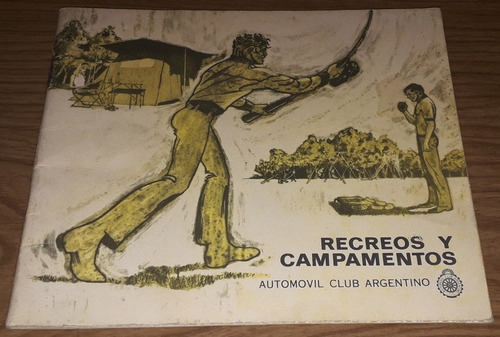 RECREOS Y
CAMPAMENTOS
AUTOMOVIL CLUB ARGENTINO